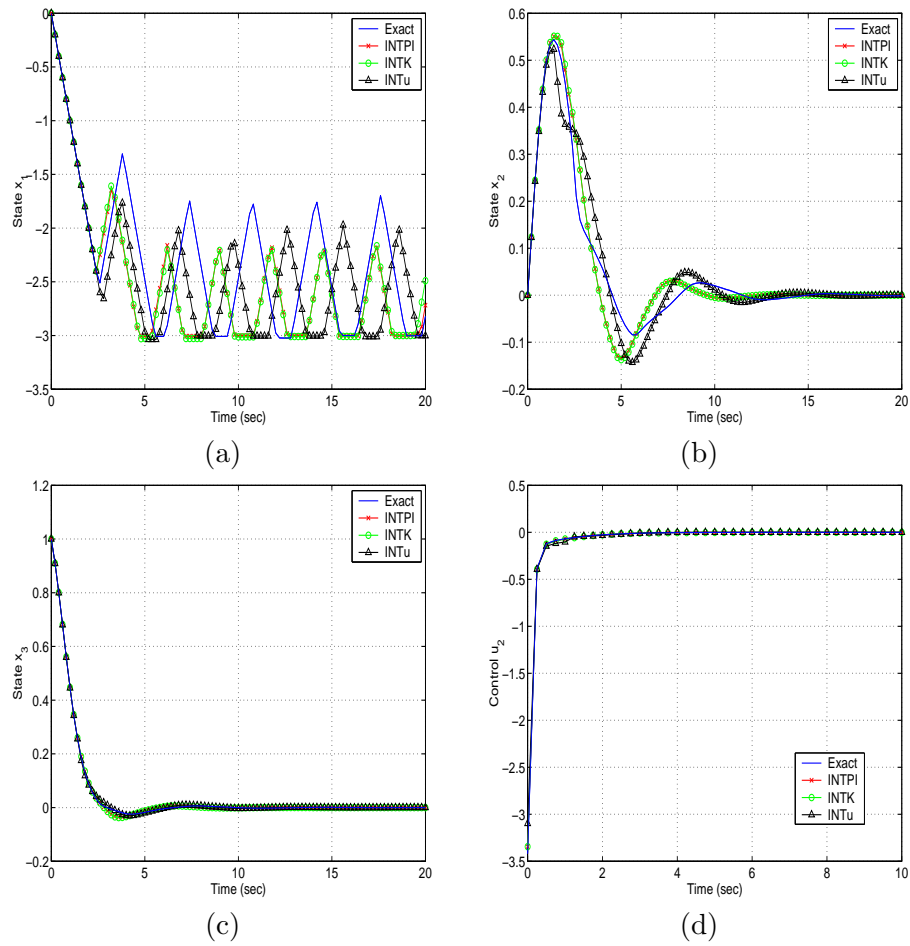 0
−0.5
−1
−1.5
−2
−2.5
−3
−3.5
State x1
0 5 10 15 20
Time (sec)
Exact
INTPI
INTK
INTu
(a)
0.6
0.5
0.4
0.3
0.2
0.1
0
−0.1
−0.2
State x2
0 5 10 15 20
Time (sec)
Exact
INTPI
INTK
INTu
(b)
1.2
1
0.8
0.6
0.4
0.2
0
−0.2
State x3
0 5 10 15 20
Time (sec)
Exact
INTPI
INTK
INTu
(c)
0.5
0
−0.5
−1
−1.5
−2
−2.5
−3
−3.5
Control u2
0 2 4 6 8 10
Time (sec)
Exact
INTPI
INTK
INTu
(d)